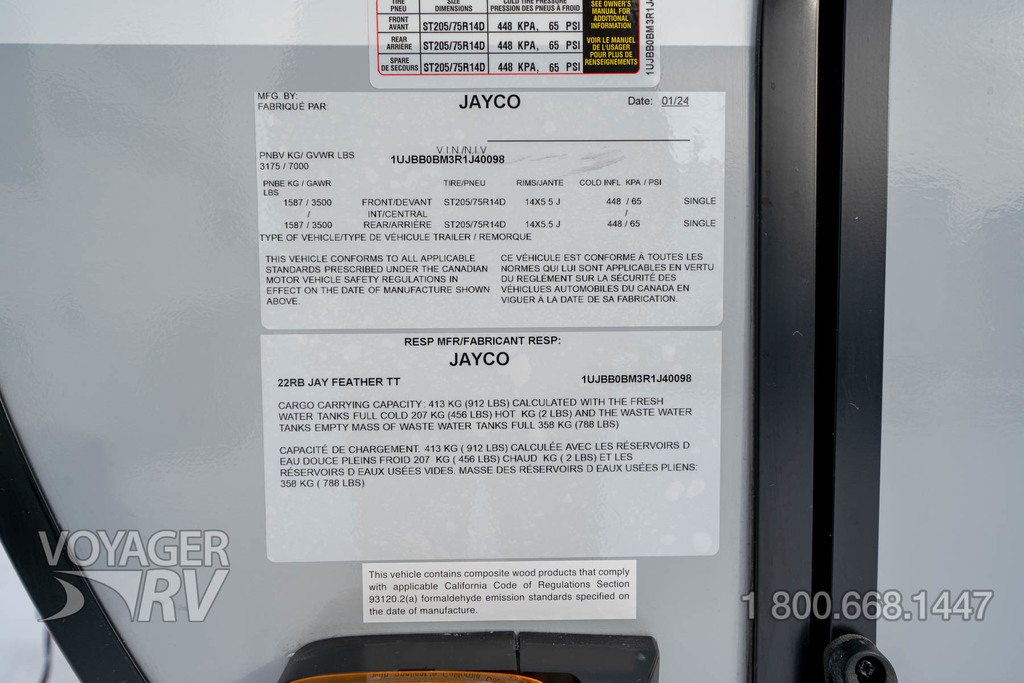 TIRE SIZE COLD TIRE PRESSURE
PNEU DIMENSIONS PRESSION DES PNEUS À FROID
FRONT AVANT ST205/75R14D 448 KPA, 65 PSI
REAR ARRIÈRE ST205/75R14D 448 KPA, 65 PSI
SPARE DE SECOURS ST205/75R14D 448 KPA, 65 PSI
SEE OWNER'S
MANUAL FOR
ADDITIONAL
INFORMATION
VOIR LE MANUEL
DE L'USAGER
POUR PLUS DE
RENSEIGNEMENTS
1UJBB0BM3R1J4
MFG. BY:
FABRIQUÉ PAR:
JAYCO
Date: 01/24
V.I.N./N.I.V
PNBV KG/ GVWR LBS
3175 / 7000
1UJBB0BM3R1J40098
PNBE KG / GAWR LBS TIRE/PNEU RIMS/JANTE COLD INFL KPA / PSI
1587 / 3500 FRONT/DEVANT ST205/75R14D 14X5.5 J 448 / 65 SINGLE
/ INT/CENTRAL /
1587 / 3500 REAR/ARRIÈRE ST205/75R14D 14X5.5 J 448 / 65 SINGLE
TYPE OF VEHICLE/TYPE DE VÉHICULE TRAILER / REMORQUE
THIS VEHICLE CONFORMS TO ALL APPLICABLE
STANDARDS PRESCRIBED UNDER THE CANADIAN
MOTOR VEHICLE SAFETY REGULATIONS IN
EFFECT ON THE DATE OF MANUFACTURE SHOWN
ABOVE.
CE VÉHICULE EST CONFORME À TOUTES LES
NORMES QUI LUI SONT APPLICABLES EN VERTU
DU REGLEMENT SUR LA SÉCURITÉ DES
VÉHICLUES AUTOMOBILES DU CANADA EN
VIGUER À LA DATE DE SA FABRICATION.
RESP MFR/FABRICANT RESP:
JAYCO
22RB JAY FEATHER TT 1UJBB0BM3R1J40098
CARGO CARRYING CAPACITY: 413 KG (912 LBS) CALCULATED WITH THE FRESH
WATER TANKS FULL COLD 207 KG (456 LBS) HOT KG (2 LBS) AND THE WASTE WATER
TANKS EMPTY MASS OF WASTE WATER TANKS FULL 358 KG (788 LBS)
CAPACITÉ DE CHARGEMENT. 413 KG ( 912 LBS) CALCULÉE AVEC LES RÉSERVOIRS D
EAU DOUCE PLEINS FROID 207 KG ( 456 LBS) CHAUD KG ( 2 LBS) ET LES
RÉSERVOIRS D EAUX USÉES VIDES. MASSE DES RÉSERVOIRS D EAUX USÉES PLIENS:
358 KG ( 788 LBS)
This vehicle contains composite wood products that comply
with applicable California Code of Regulations Section
93120.2(a) formaldehyde emission standards specified on
the date of manufacture.
VOYAGER
RV
1 800.668.1447